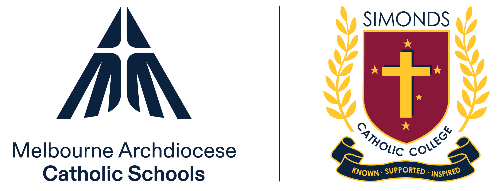 Melbourne Archdiocese
Catholic Schools
SIMONDS
CATHOLIC COLLEGE
KNOWN · SUPPORTED · INSPIRED